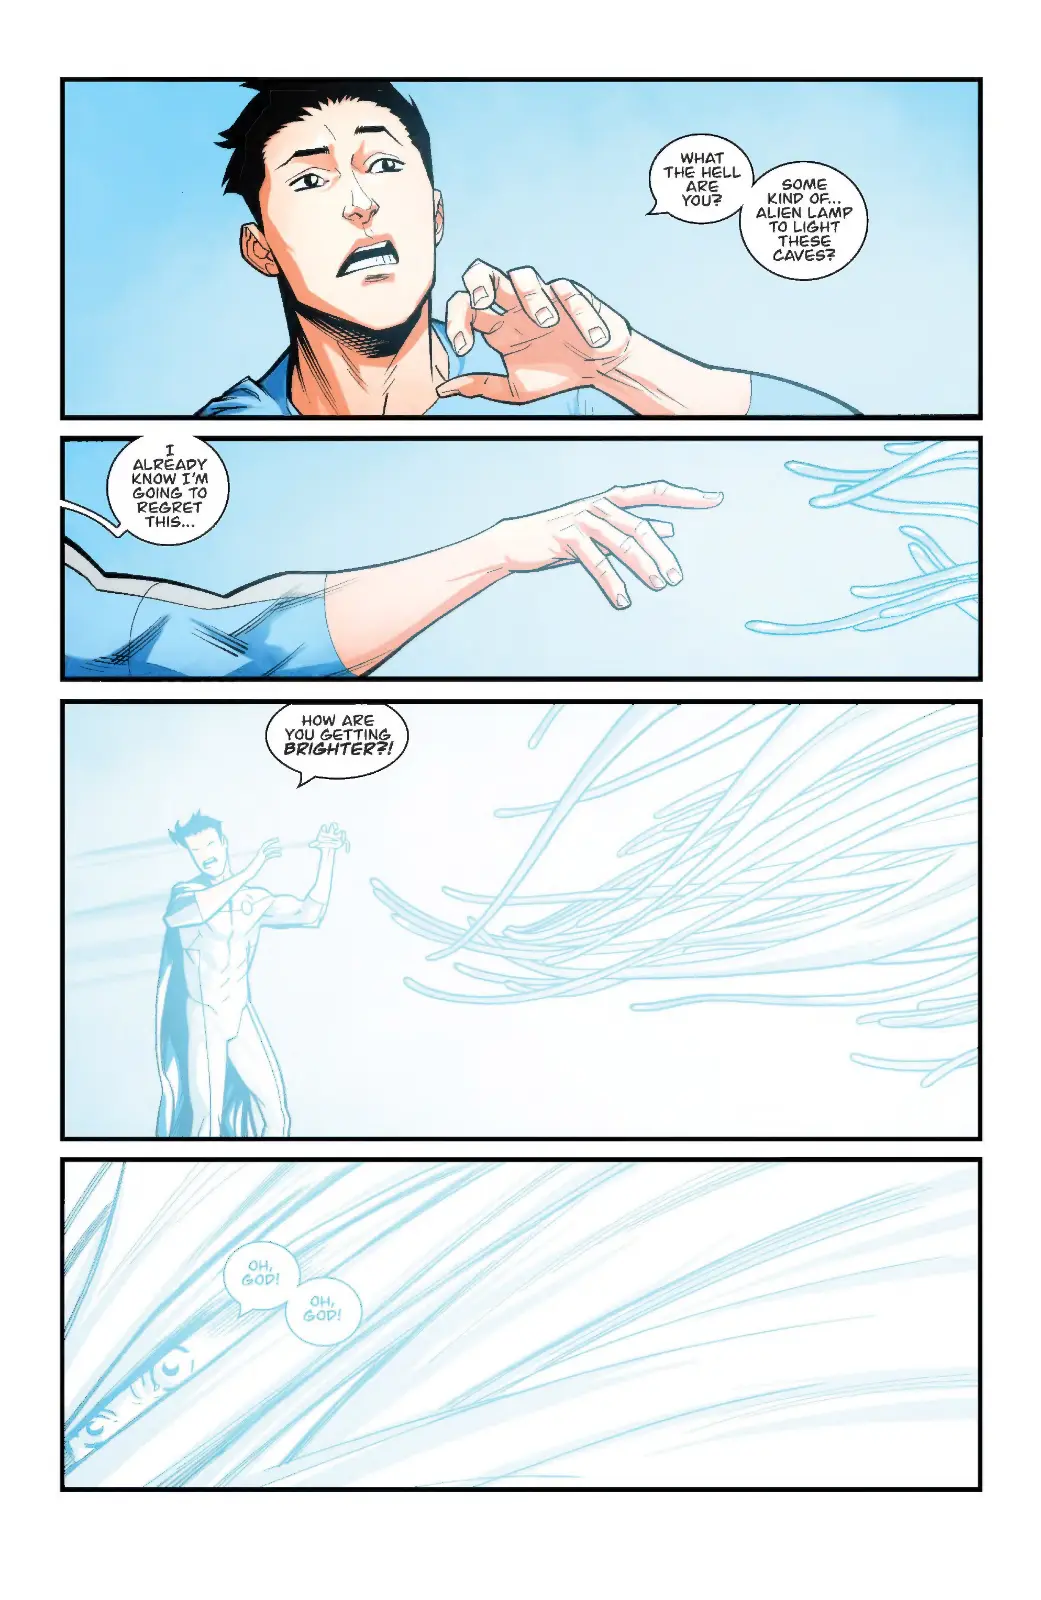 WHAT
THE HELL
ARE
YOU?
SOME
KIND OF...
ALIEN LAMP
TO LIGHT
THESE
CAVES?
I
ALREADY
KNOW I'M
GOING TO
REGRET
THIS...
HOW ARE
YOU GETTING
BRIGHTER?!
OH,
GOD!
OH,
GOD!